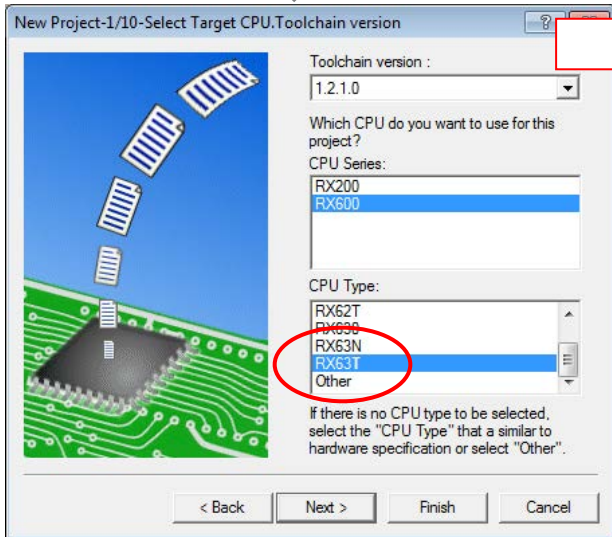 New Project-1/10-Select Target CPU.Toolchain version
Toolchain version :
1.2.1.0
Which CPU do you want to use for this
project?
CPU Series:
RX200
RX600
CPU Type:
RX62T
RX630
RX63N
RX63T
Other
If there is no CPU type to be selected,
select the "CPU Type" that a similar to
hardware specification or select "Other".
< Back
Next >
Finish
Cancel